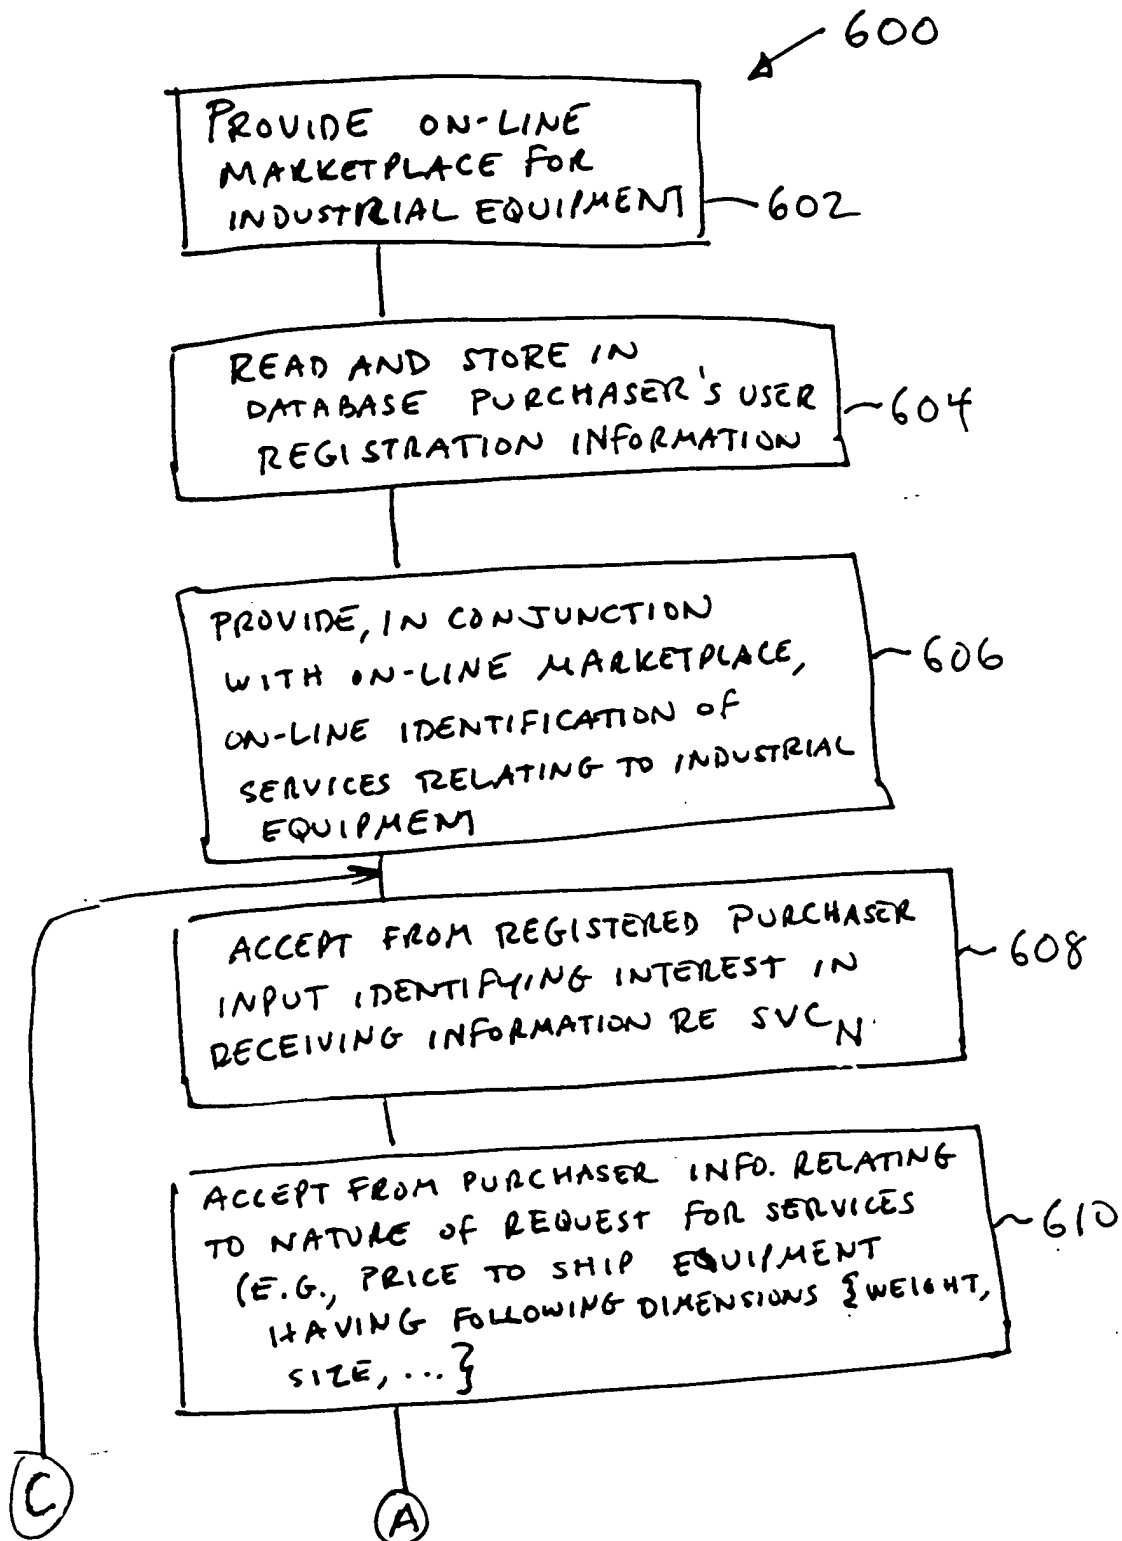 600
PROVIDE ON-LINE
MARKETPLACE FOR
INDUSTRIAL EQUIPMENT
602
READ AND STORE IN
DATABASE PURCHASER'S USER
REGISTRATION INFORMATION
604
PROVIDE, IN CONJUNCTION
WITH ON-LINE MARKETPLACE,
ON-LINE IDENTIFICATION OF
SERVICES RELATING TO INDUSTRIAL
EQUIPMENT
606
ACCEPT FROM REGISTERED PURCHASER
INPUT IDENTIFYING INTEREST IN
RECEIVING INFORMATION RE SVC_N.
608
ACCEPT FROM PURCHASER INFO. RELATING
TO NATURE OF REQUEST FOR SERVICES
(E.G., PRICE TO SHIP EQUIPMENT
HAVING FOLLOWING DIMENSIONS {WEIGHT,
SIZE, ...}
610
C
A